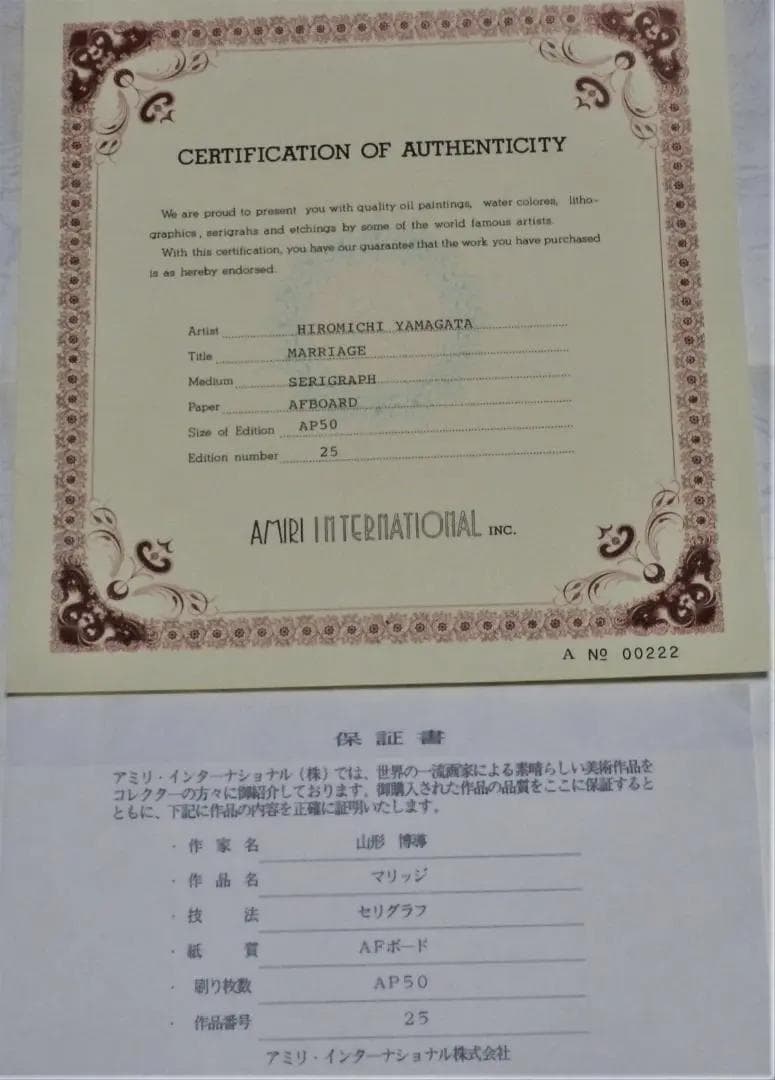 CERTIFICATION OF AUTHENTICITY
We are proud to present you with quality oil paintings, water colores, litho-
graphics, serigrahs and etchings by some of the world famous artists.
With this certification, you have our guarantee that the work you have purchased
is as hereby endorsed.
Artist HIROMICHI YAMAGATA
Title MARRIAGE
Medium SERIGRAPH
Paper AFBOARD
Size of Edition AP50
Edition number 25
AMIRI INTERNATIONAL INC.
A № 00222
保証書
アミリ・インターナショナル(株)では、世界の一流画家による素晴らしい美術作品を
コレクターの方々に御紹介しております。御購入された作品の品質をここに保証すると
ともに、下記に作品の内容を正確に証明いたします。
・作家名 山形 博導
・作品名 マリッジ
・技法 セリグラフ
・紙質 AFボード
・刷り枚数 AP50
・作品番号 25
アミリ・インターナショナル株式会社